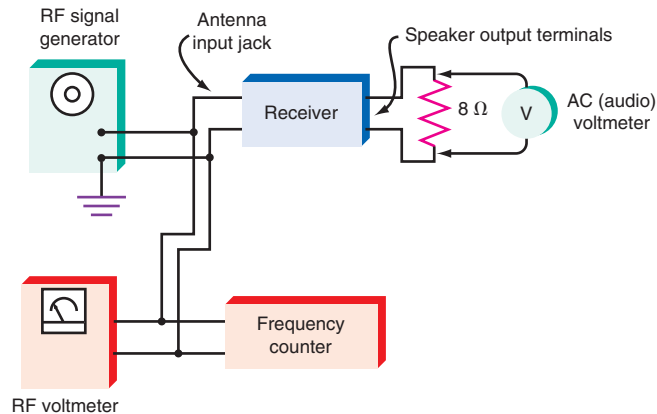 RF signal
generator
Antenna
input jack
Speaker output terminals
Receiver
8 Ω
V
AC (audio)
voltmeter
Frequency
counter
RF voltmeter